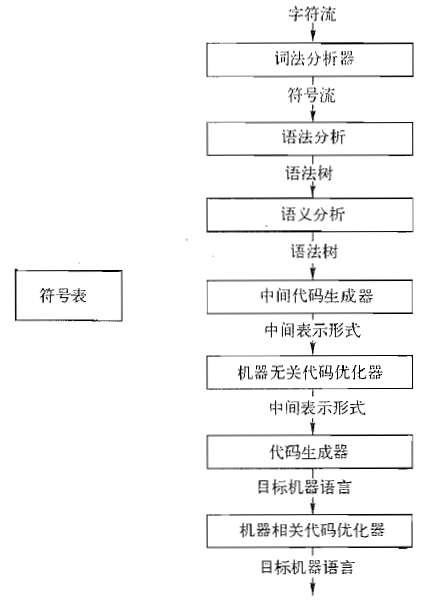 字符流
词法分析器
符号流
语法分析
语法树
语义分析
语法树
符号表
中间代码生成器
中间表示形式
机器无关代码优化器
中间表示形式
代码生成器
目标机器语言
机器相关代码优化器
目标机器语言